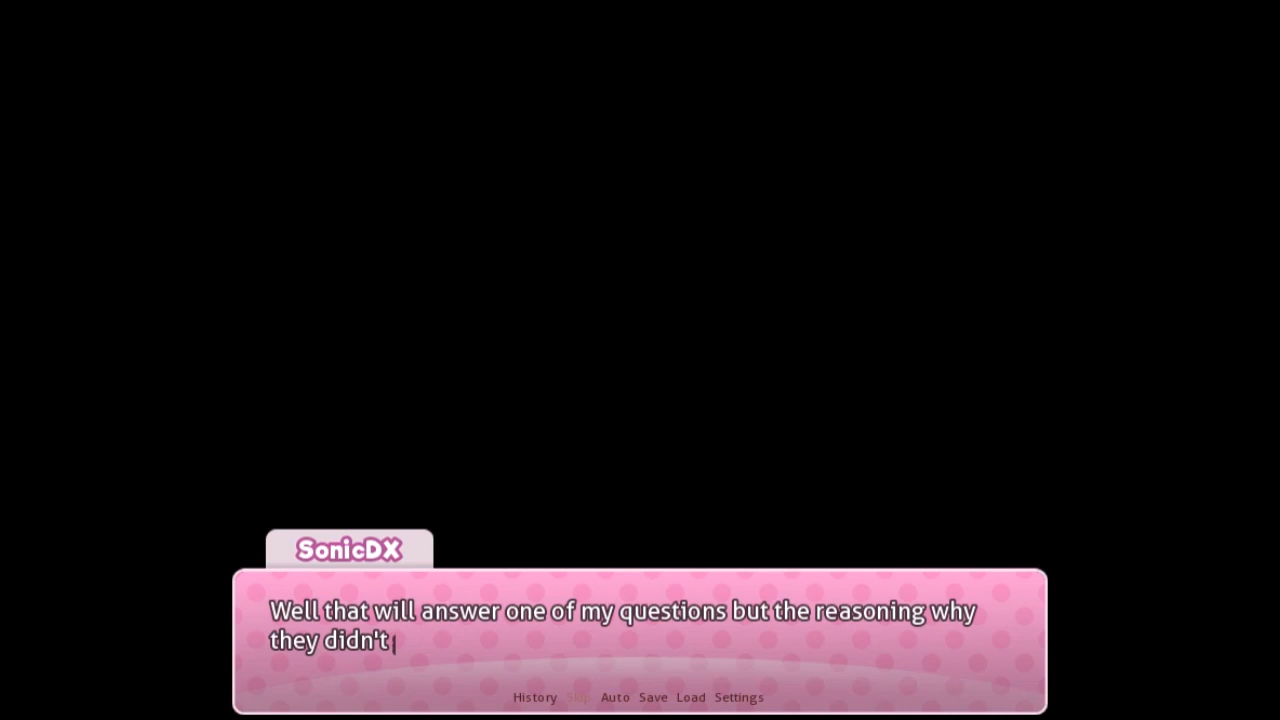 SonicDX
Well that will answer one of my questions but the reasoning why
they didn't
History Skip Auto Save Load Settings